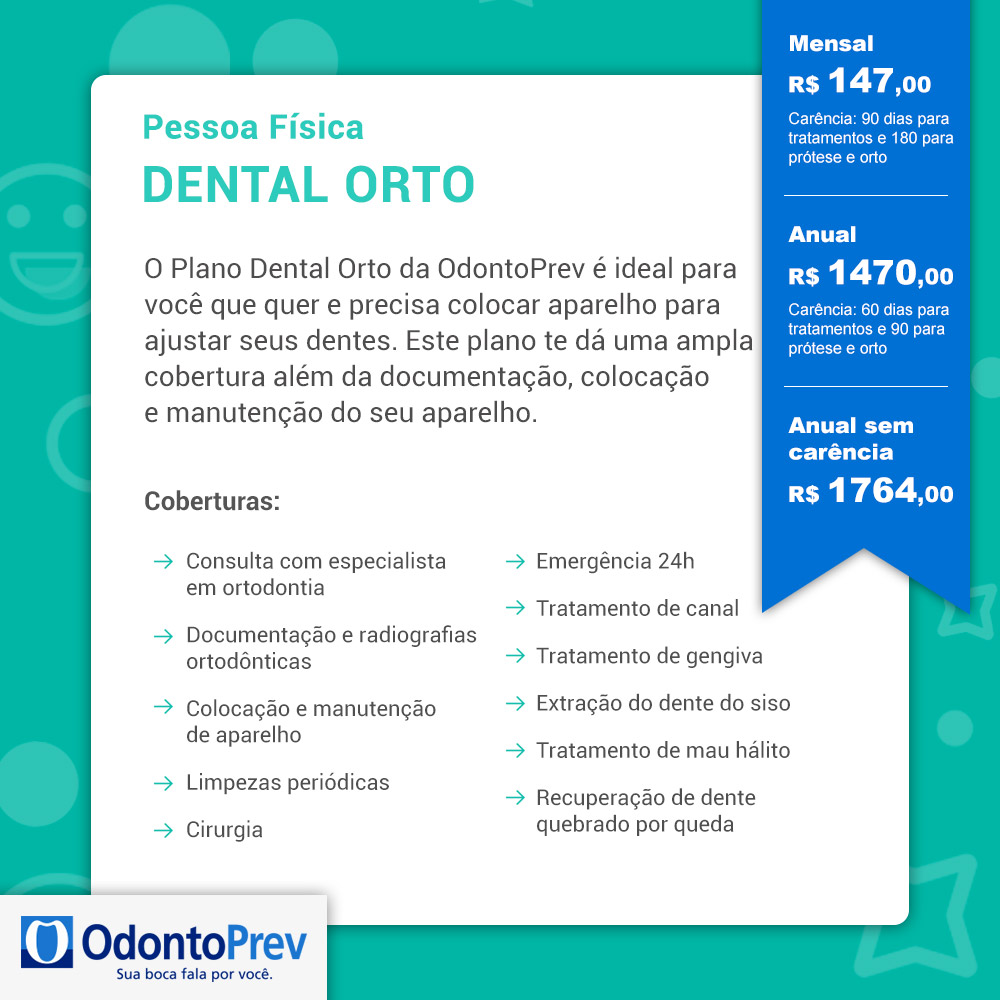 Pessoa Física
DENTAL ORTO
O Plano Dental Orto da OdontoPrev é ideal para
você que quer e precisa colocar aparelho para
ajustar seus dentes. Este plano te dá uma ampla
cobertura além da documentação, colocação
e manutenção do seu aparelho.
Coberturas:
Consulta com especialista
em ortodontia
Documentação e radiografias
ortodônticas
Colocação e manutenção
de aparelho
Limpezas periódicas
Cirurgia
Emergência 24h
Tratamento de canal
Tratamento de gengiva
Extração do dente do siso
Tratamento de mau hálito
Recuperação de dente
quebrado por queda
Mensal
R$ 147,00
Carência: 90 dias para
tratamentos e 180 para
prótese e orto
Anual
R$ 1470,00
Carência: 60 dias para
tratamentos e 90 para
prótese e orto
Anual sem
carência
R$ 1764,00
OdontoPrev
Sua boca fala por você.